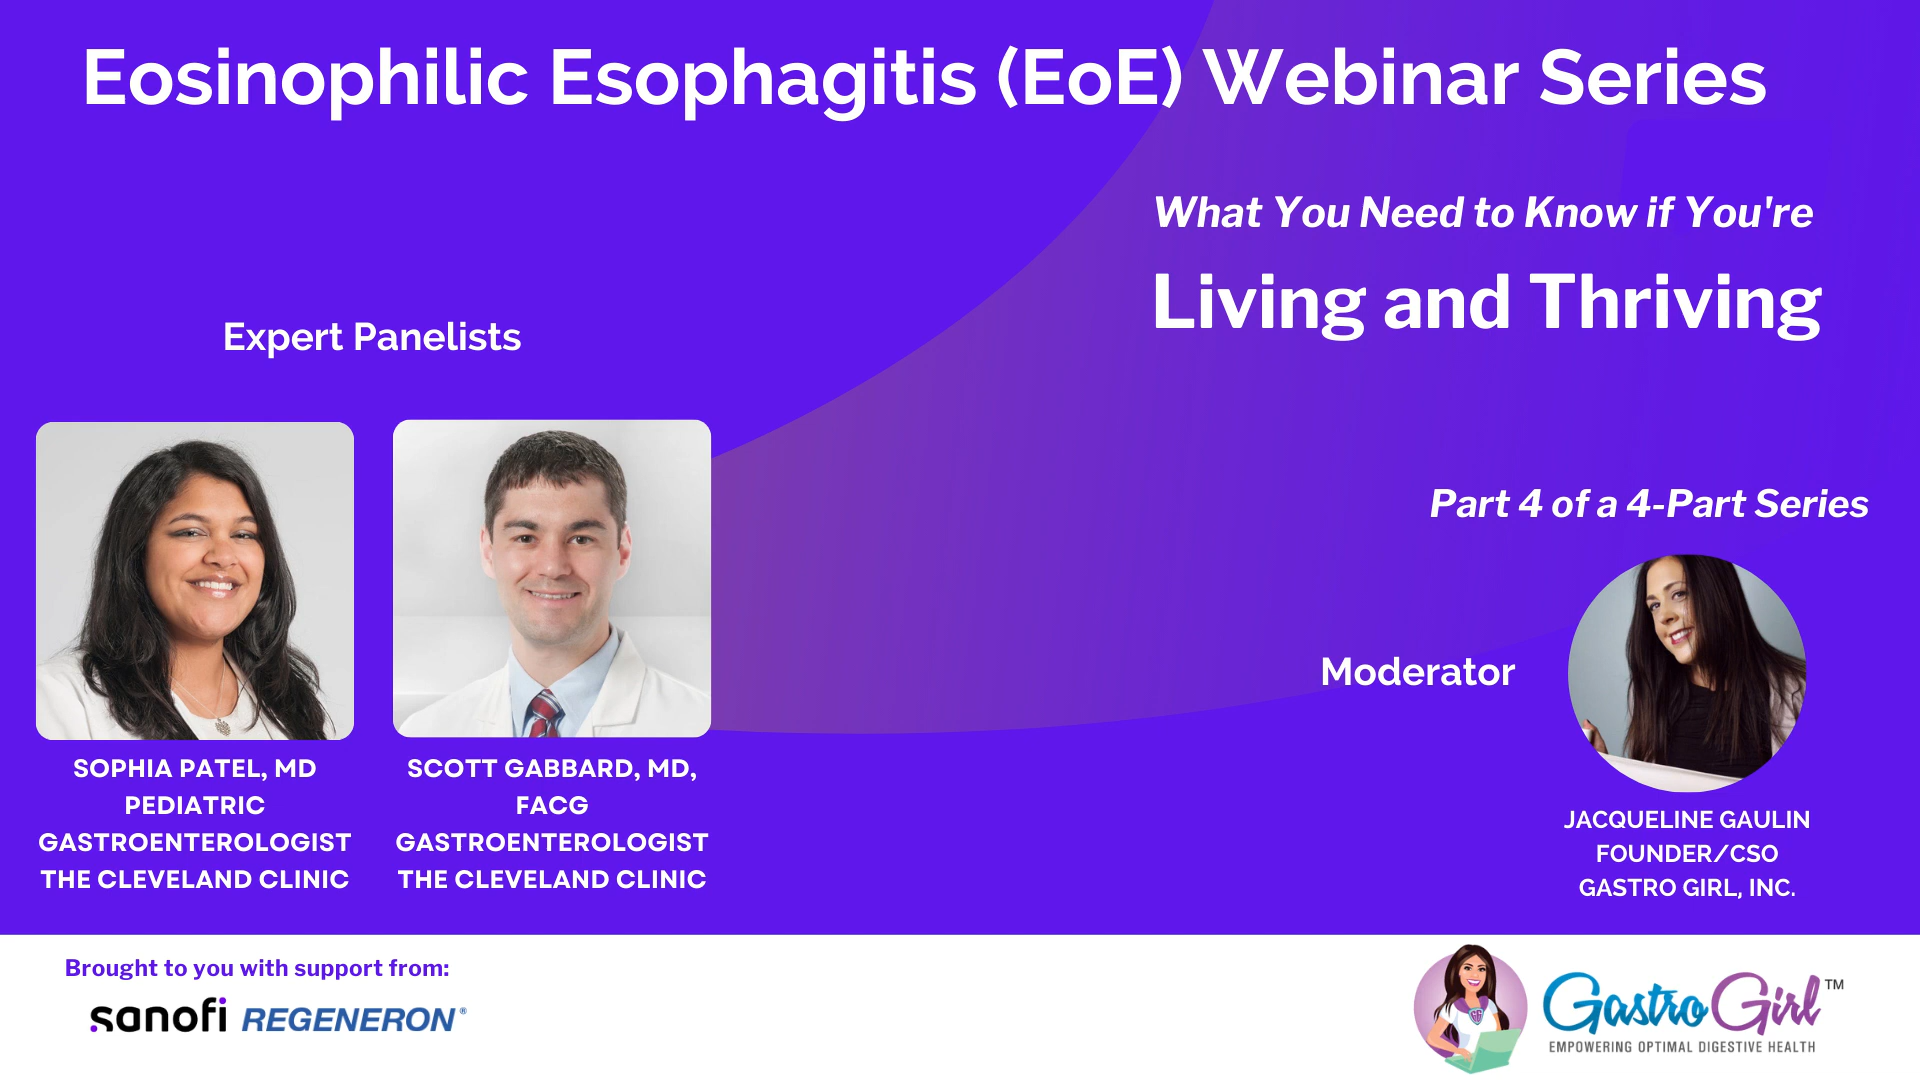 Eosinophilic Esophagitis (EoE) Webinar Series
What You Need to Know if You're
Living and Thriving
Expert Panelists
SOPHIA PATEL, MD
PEDIATRIC
GASTROENTEROLOGIST
THE CLEVELAND CLINIC
SCOTT GABBARD, MD,
FACG
GASTROENTEROLOGIST
THE CLEVELAND CLINIC
Part 4 of a 4-Part Series
Moderator
JACQUELINE GAULIN
FOUNDER/CSO
GASTRO GIRL, INC.
Brought to you with support from:
sanofi REGENERON®
GG
Gastro Girl™
EMPOWERING OPTIMAL DIGESTIVE HEALTH